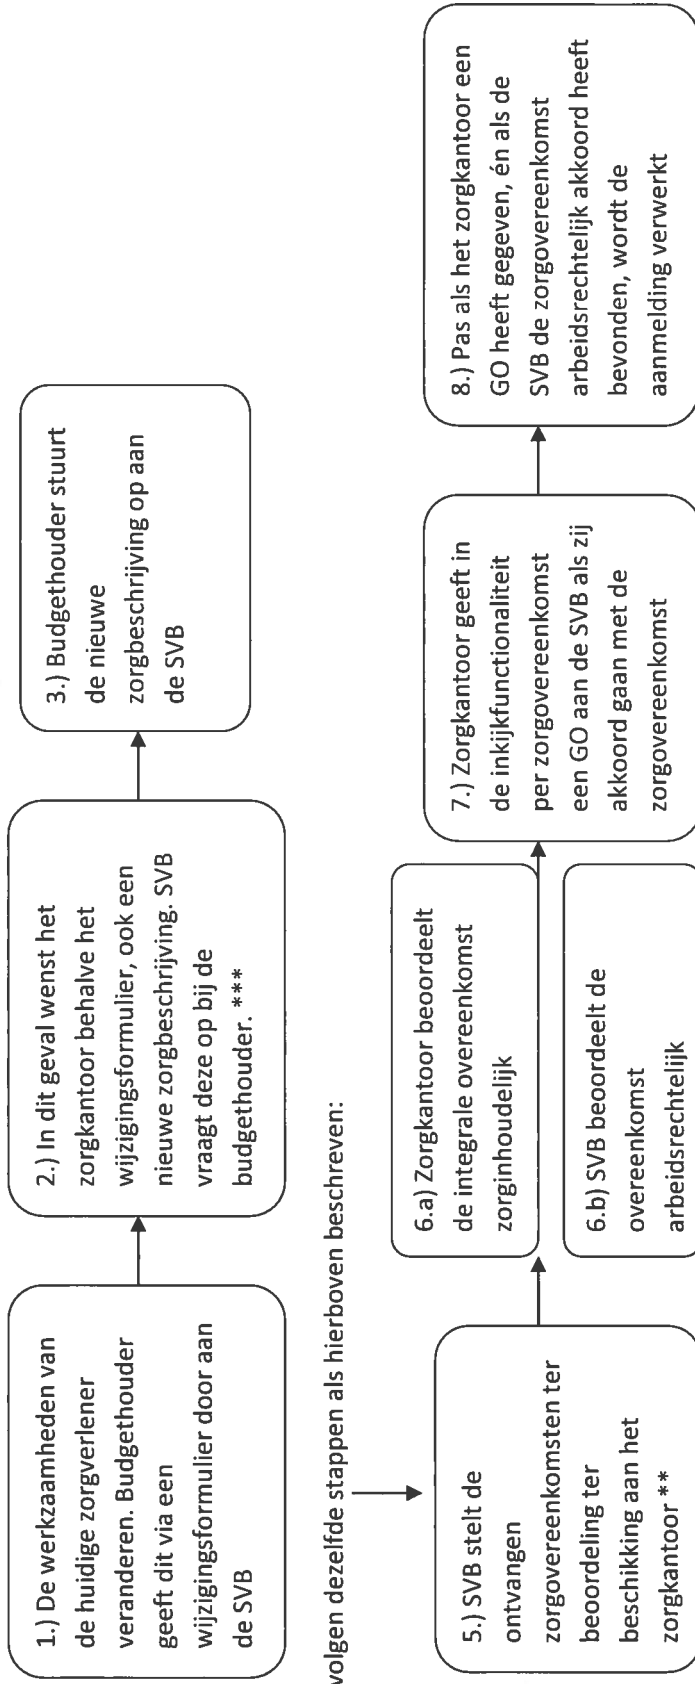 1.) De werkzaamheden van
de huidige zorgverlener
veranderen. Budgethouder
geeft dit via een
wijzigingsformulier door aan
de SVB
2.) In dit geval wenst het
zorgkantoor behalve het
wijzigingsformulier, ook een
nieuwe zorgbeschrijving. SVB
vraagt deze op bij de
budgethouder. ***
3.) Budgethouder stuurt
de nieuwe
zorgbeschrijving op aan
de SVB
volgen dezelfde stappen als hierboven beschreven:
5.) SVB stelt de
ontvangen
zorgovereenkomsten ter
beoordeling ter
beschikking aan het
zorgkantoor **
6.a) Zorgkantoor beoordeelt
de integrale overeenkomst
zorginhoudelijk
6.b) SVB beoordeelt de
overeenkomst
arbeidsrechtelijk
7.) Zorgkantoor geeft in
de inkijkfunctionaliteit
per zorgovereenkomst
een GO aan de SVB als zij
akkoord gaan met de
zorgovereenkomst
8.) Pas als het zorgkantoor een
GO heeft gegeven, én als de
SVB de zorgovereenkomst
arbeidsrechtelijk akkoord heeft
bevonden, wordt de
aanmelding verwerkt